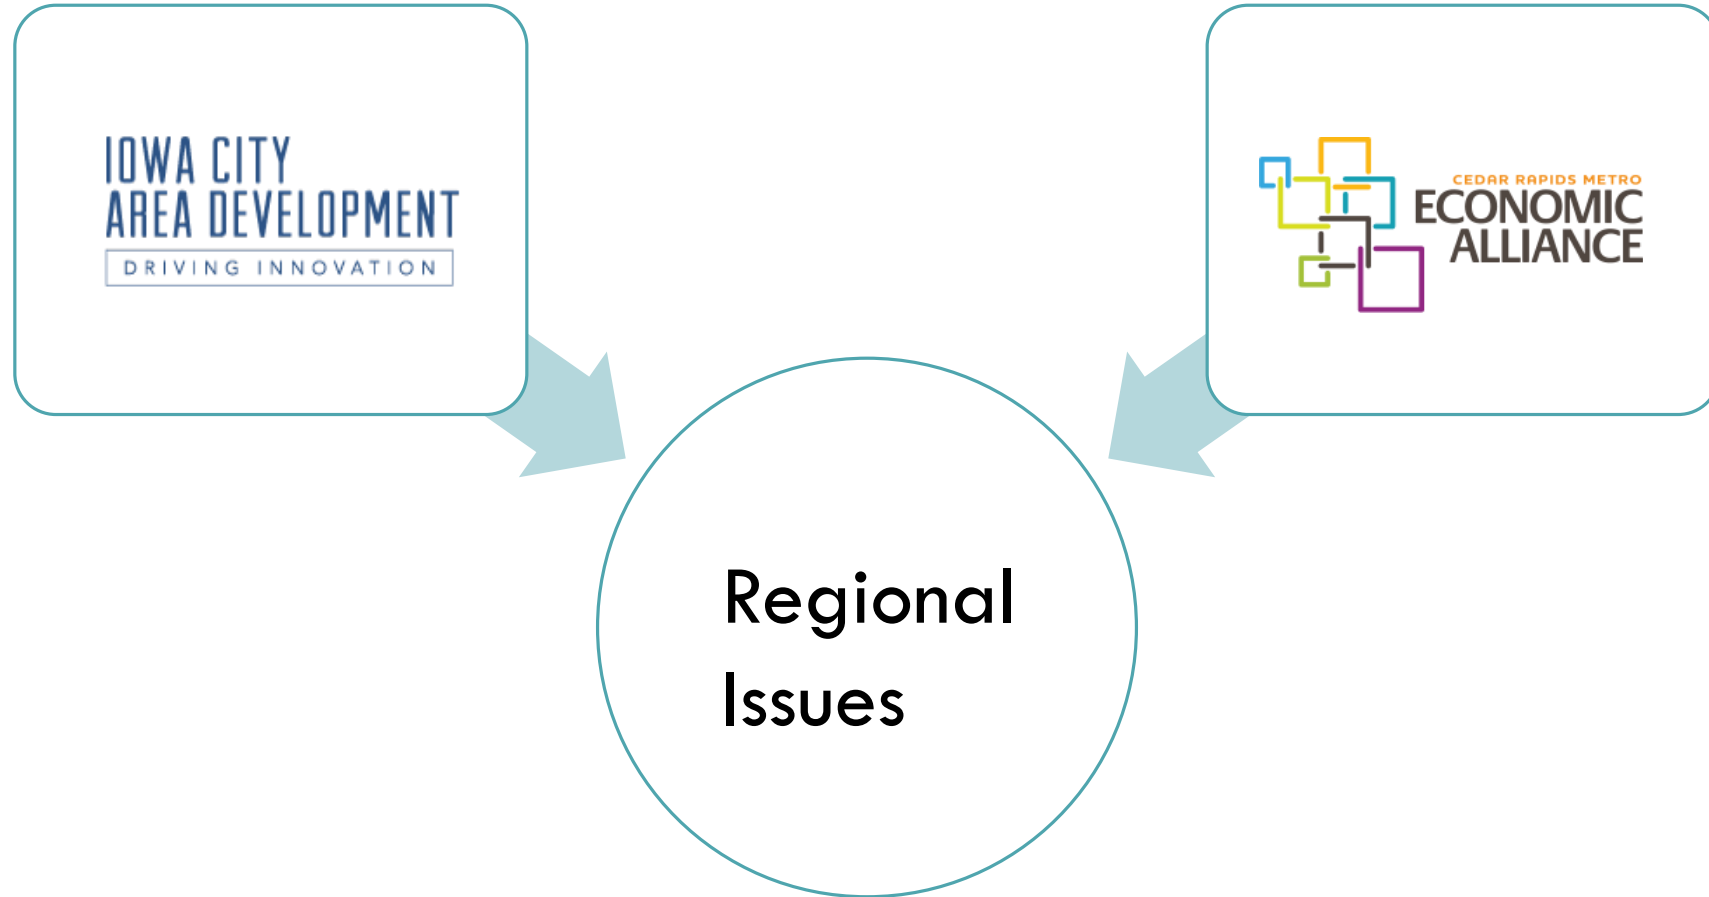 IOWA CITY
AREA DEVELOPMENT
DRIVING INNOVATION
CEDAR RAPIDS METRO
ECONOMIC
ALLIANCE
Regional
Issues